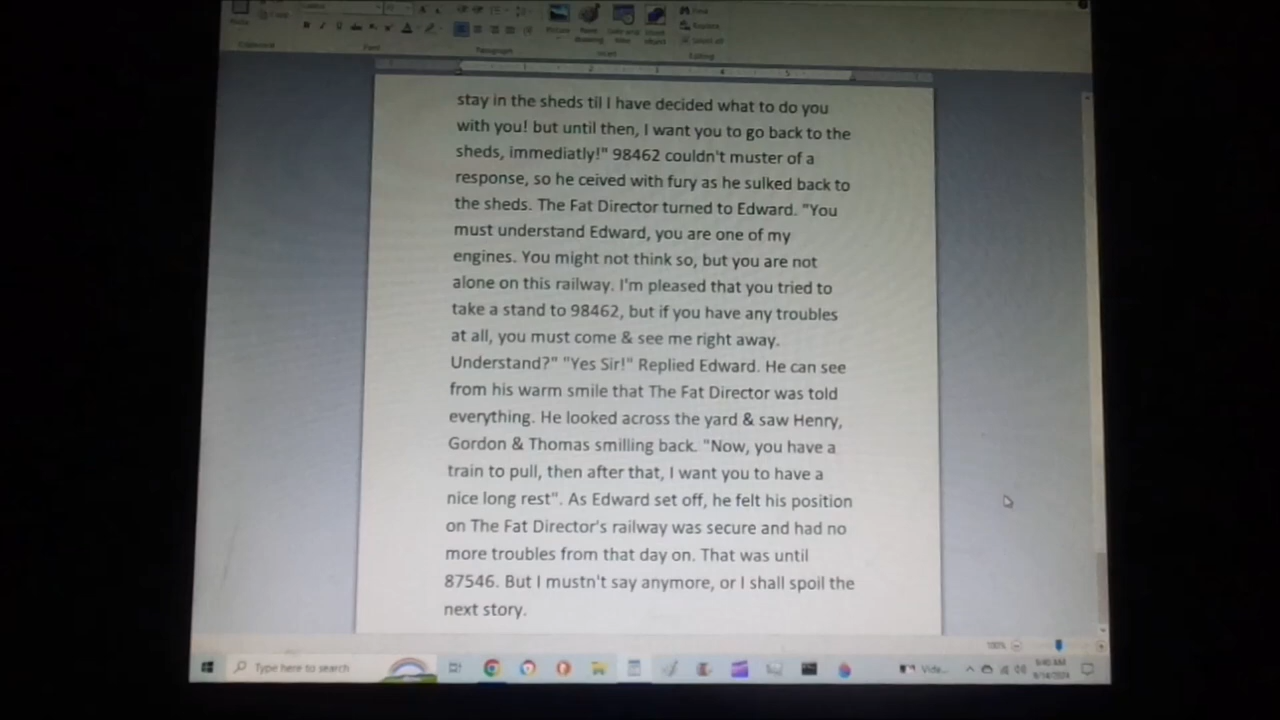 Paragraph
Editing
stay in the sheds til I have decided what to do you
with you! but until then, I want you to go back to the
sheds, immediatly!" 98462 couldn't muster of a
response, so he ceived with fury as he sulked back to
the sheds. The Fat Director turned to Edward. "You
must understand Edward, you are one of my
engines. You might not think so, but you are not
alone on this railway. I'm pleased that you tried to
take a stand to 98462, but if you have any troubles
at all, you must come & see me right away.
Understand?" "Yes Sir!" Replied Edward. He can see
from his warm smile that The Fat Director was told
everything. He looked across the yard & saw Henry,
Gordon & Thomas smilling back. "Now, you have a
train to pull, then after that, I want you to have a
nice long rest". As Edward set off, he felt his position
on The Fat Director's railway was secure and had no
more troubles from that day on. That was until
87546. But I mustn't say anymore, or I shall spoil the
next story.
100%
Type here to search
Vide...